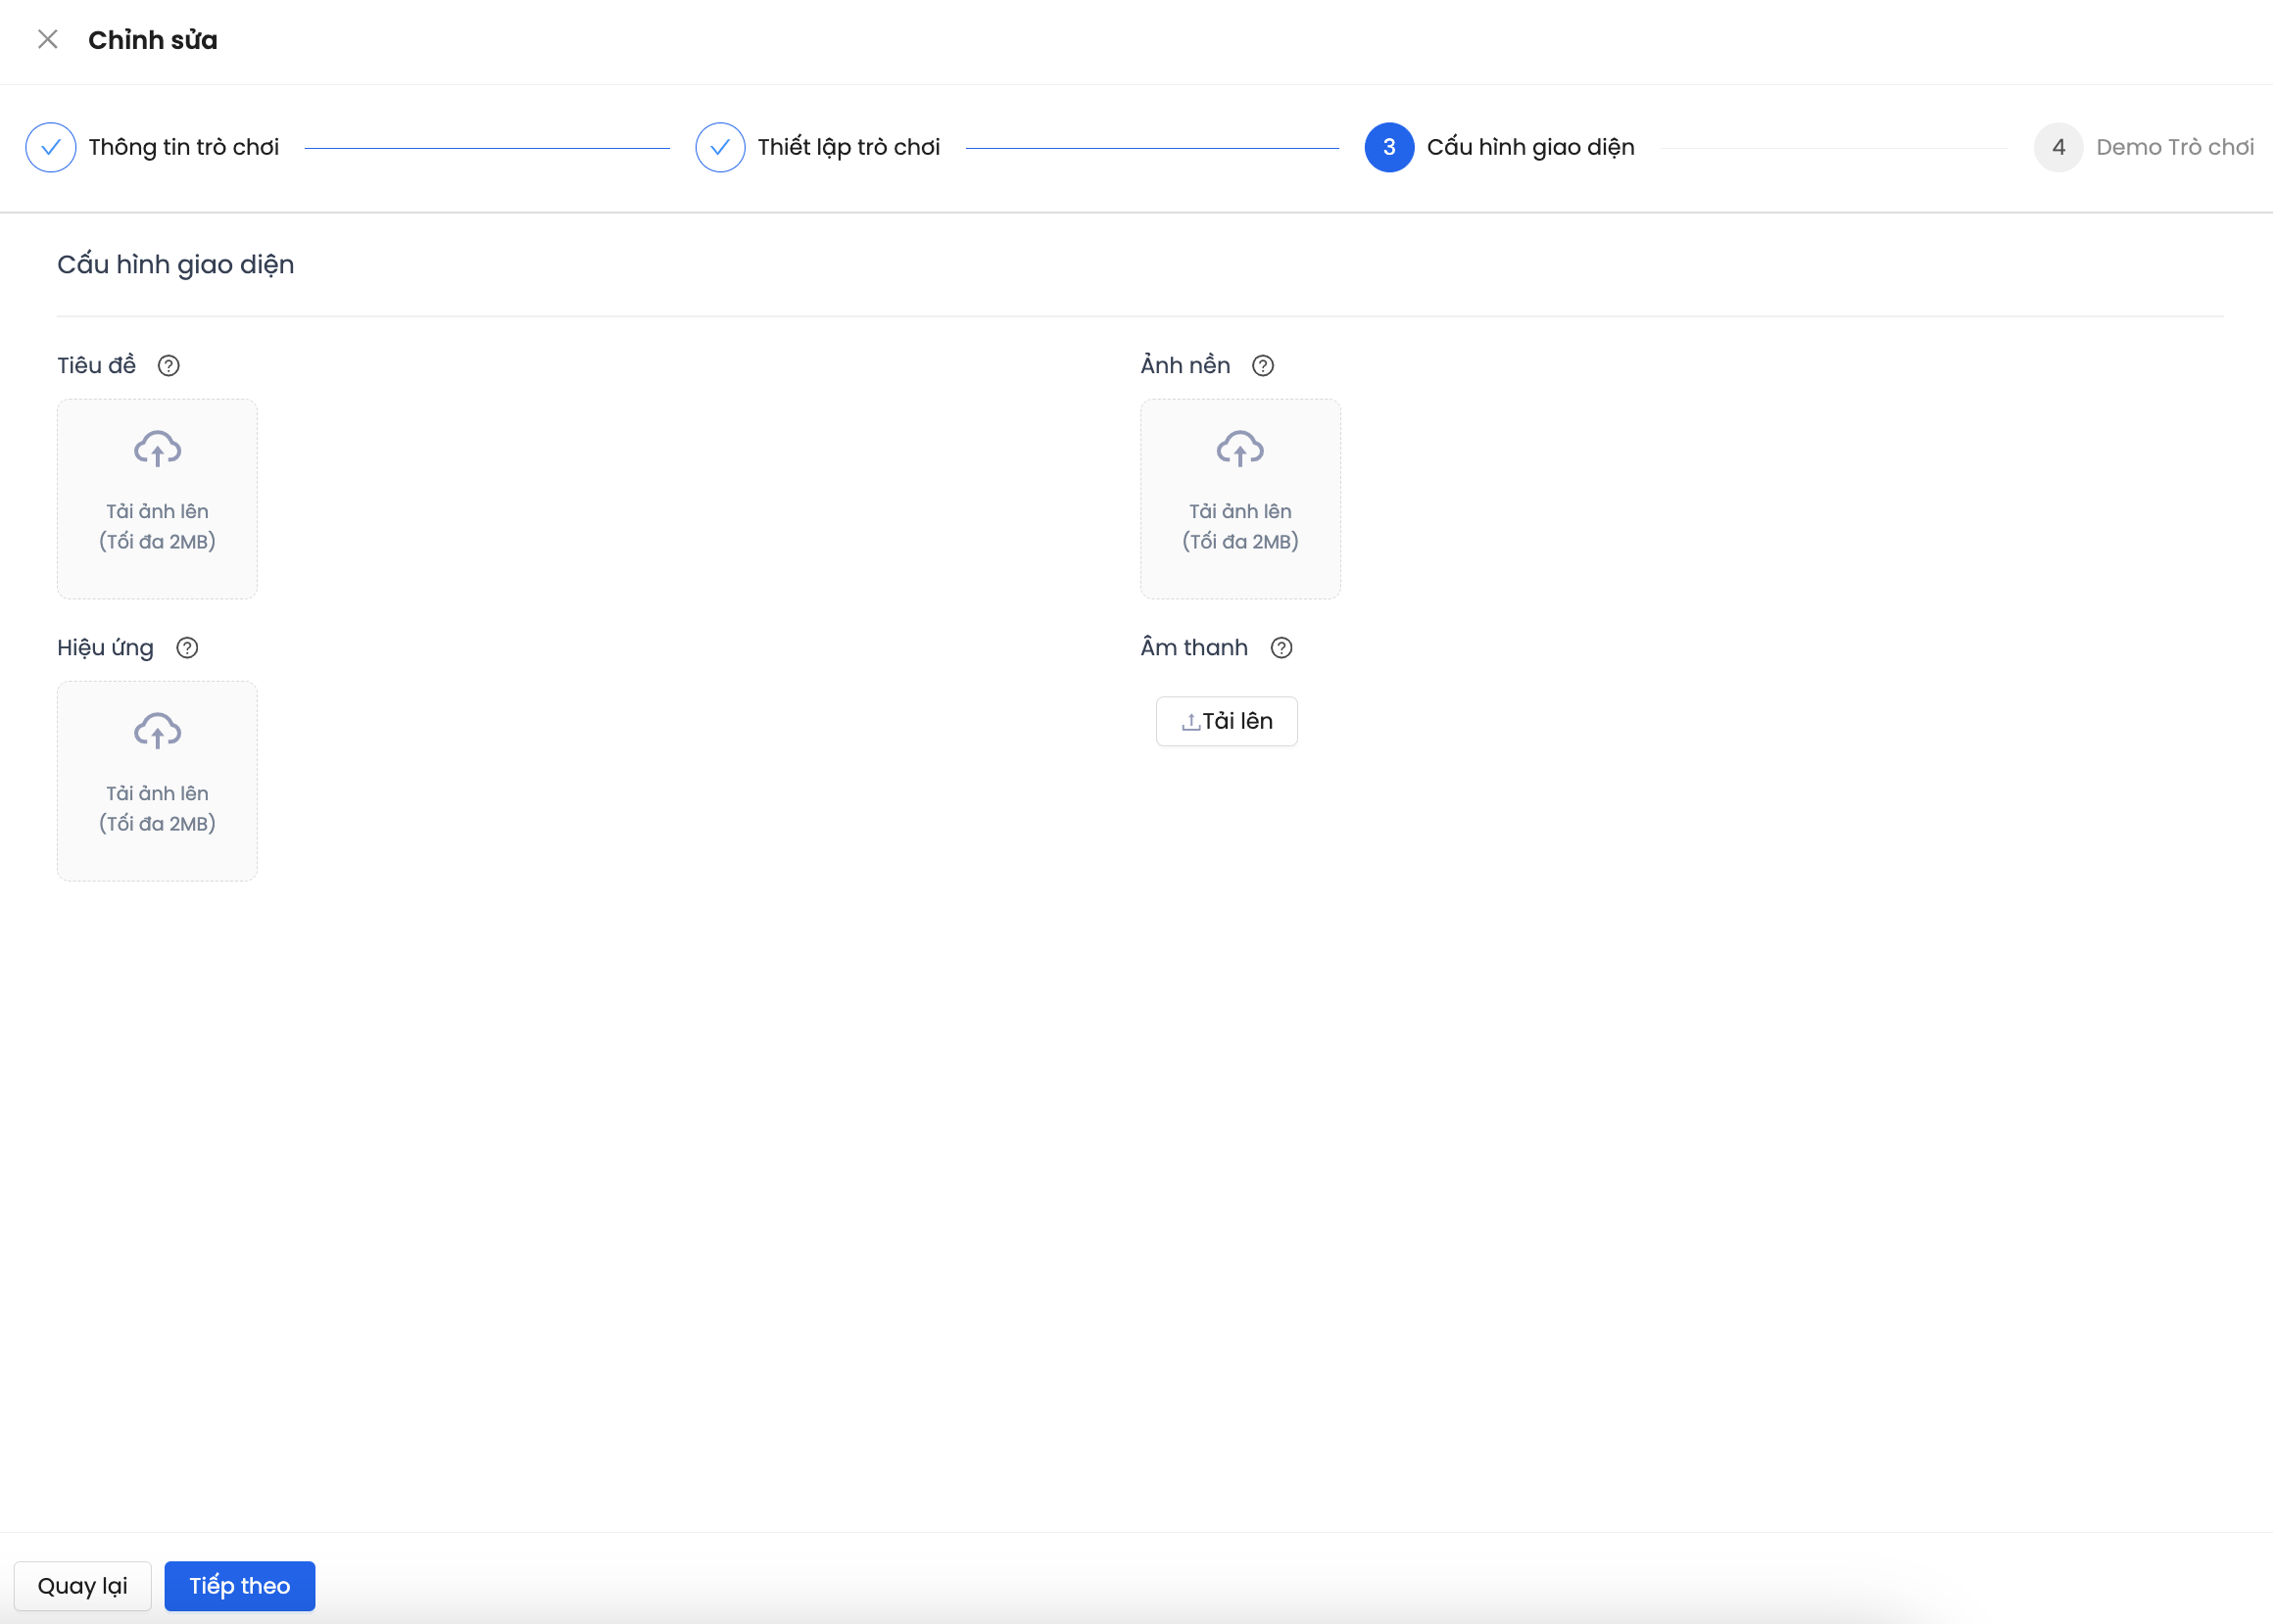 Chỉnh sửa
Thông tin trò chơi
Thiết lập trò chơi
3 Cấu hình giao diện
4 Demo Trò chơi
Cấu hình giao diện
Tiêu đề
Tải ảnh lên
(Tối đa 2MB)
Ảnh nền
Tải ảnh lên
(Tối đa 2MB)
Hiệu ứng
Tải ảnh lên
(Tối đa 2MB)
Âm thanh
Tải lên
Quay lại
Tiếp theo